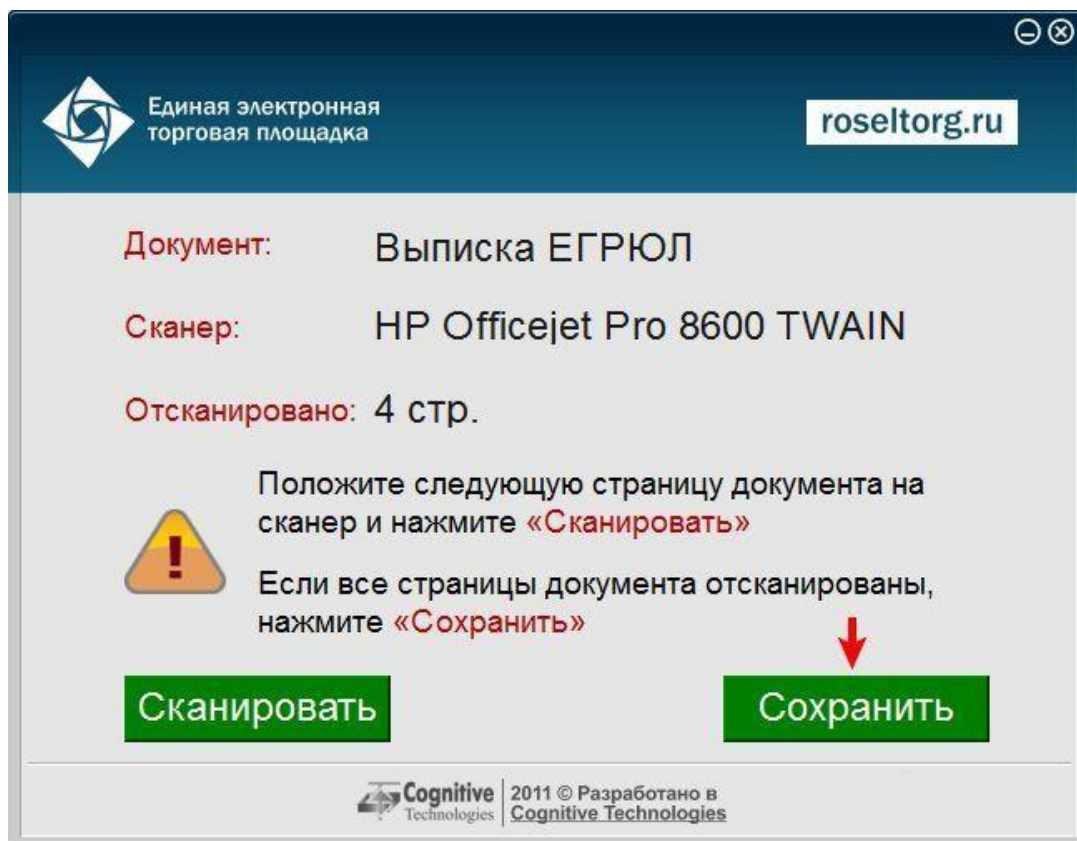 Единая электронная
торговая площадка
roseltorg.ru
Документ: Выписка ЕГРЮЛ
Сканер: HP Officejet Pro 8600 TWAIN
Отсканировано: 4 стр.
Положите следующую страницу документа на
сканер и нажмите «Сканировать»
Если все страницы документа отсканированы,
нажмите «Сохранить»
Сканировать
Сохранить
Cognitive
Technologies
2011 © Разработано в
Cognitive Technologies